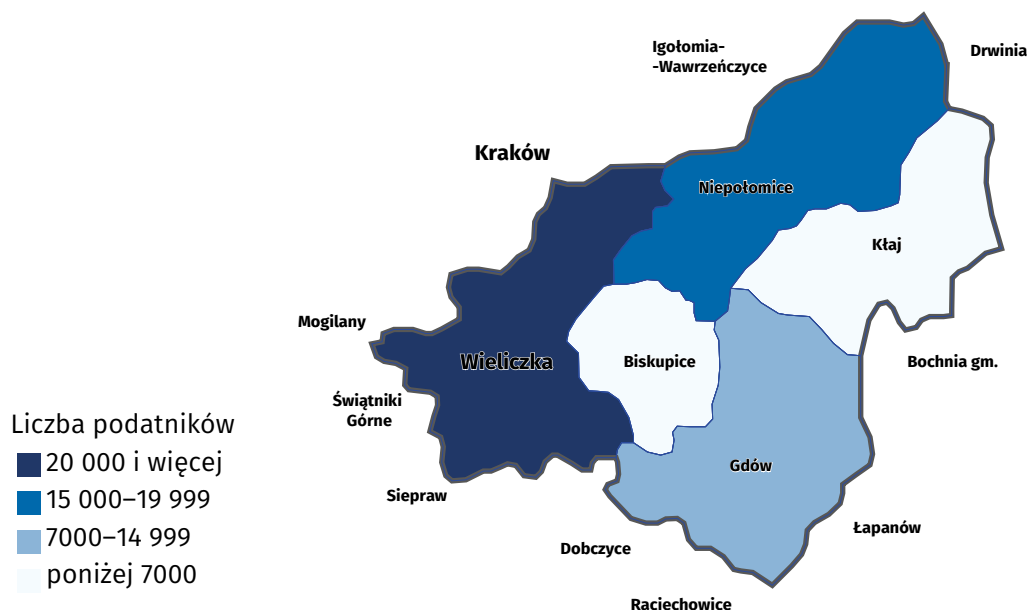 Igołomia-
-Wawrzeńczyce
Drwinia
Kraków
Niepołomice
Kłaj
Mogilany
Wieliczka
Biskupice
Bochnia gm.
Świątniki
Górne
Liczba podatników
20 000 i więcej
15 000–19 999
7000–14 999
poniżej 7000
Gdów
Siepraw
Łapanów
Dobczyce
Raciechowice